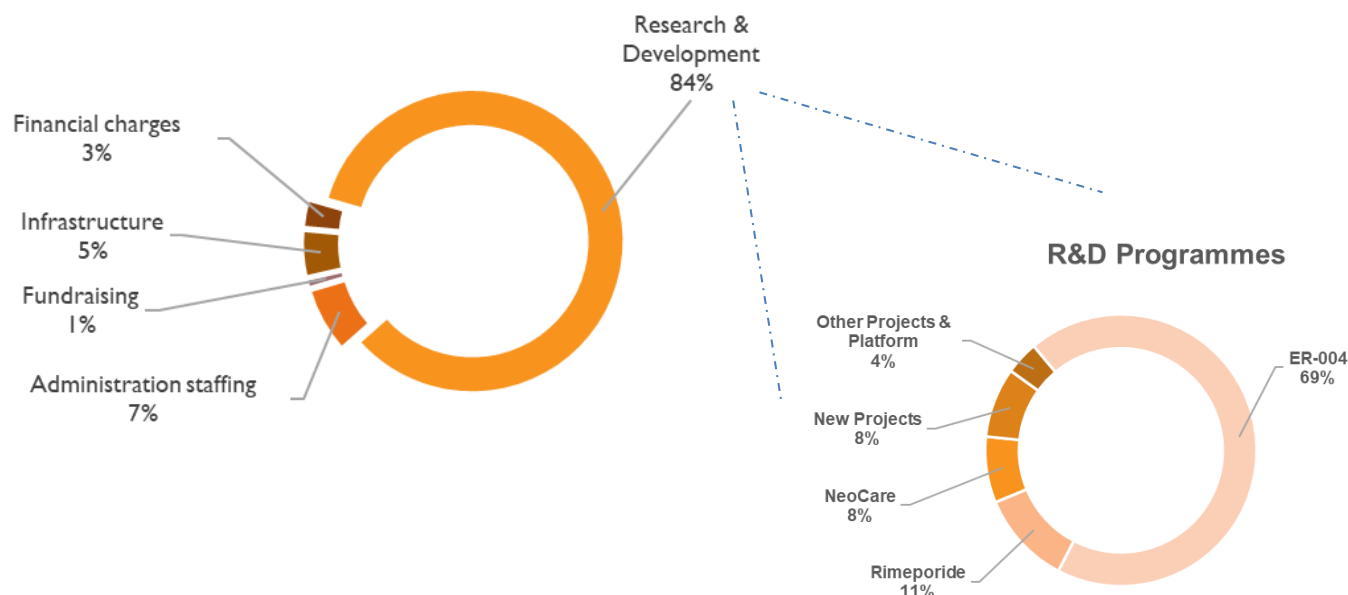 Research &
Development
84%
Financial charges
3%
Infrastructure
5%
Fundraising
1%
Administration staffing
7%
R&D Programmes
Other Projects &
Platform
4%
ER-004
69%
New Projects
8%
NeoCare
8%
Rimeporide
11%